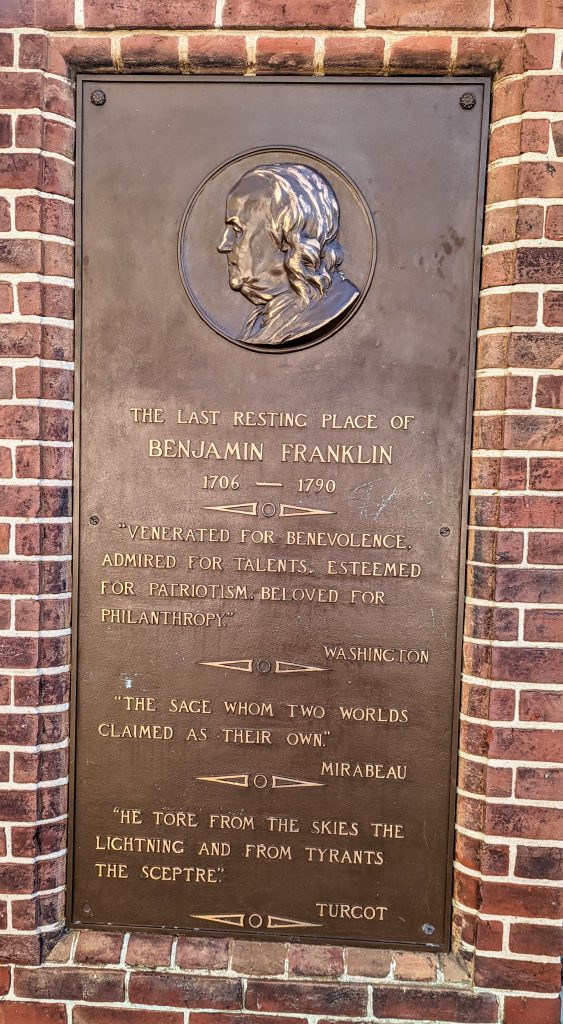 THE LAST RESTING PLACE OF
BENJAMIN FRANKLIN
1706 — 1790
"VENERATED FOR BENEVOLENCE,
ADMIRED FOR TALENTS. ESTEEMED
FOR PATRIOTISM. BELOVED FOR
PHILANTHROPY."
WASHINGTON
"THE SAGE WHOM TWO WORLDS
CLAIMED AS THEIR OWN."
MIRABEAU
"HE TORE FROM THE SKIES THE
LIGHTNING AND FROM TYRANTS
THE SCEPTRE."
TURGOT